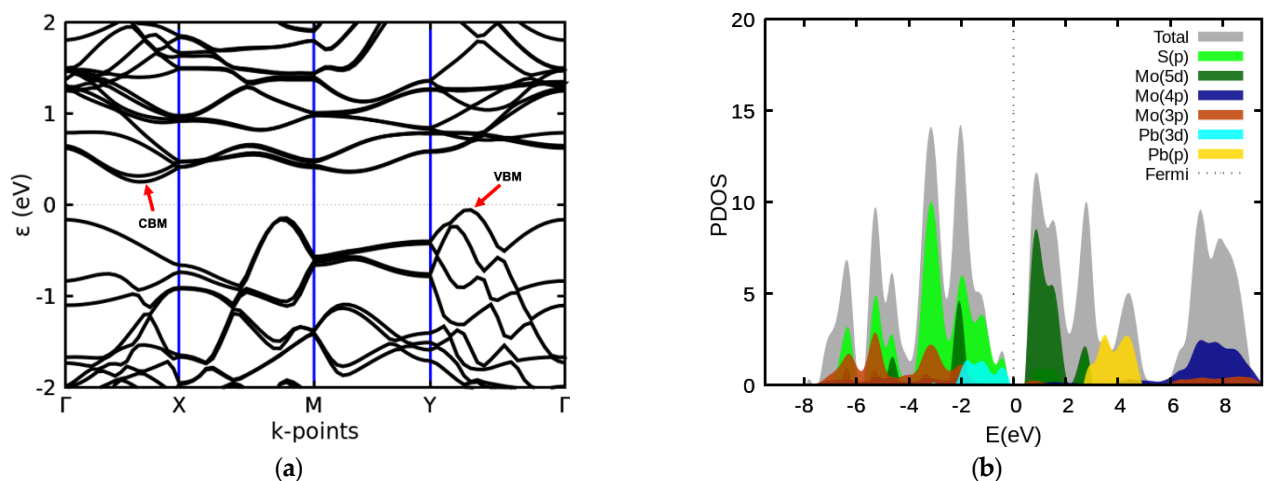 2
1
0
-1
-2
ε (eV)
CBM
VBM
Γ X M Y Γ
k-points
(a)
20
15
10
5
0
PDOS
Total
S(p)
Mo(5d)
Mo(4p)
Mo(3p)
Pb(3d)
Pb(p)
Fermi
-8 -6 -4 -2 0 2 4 6 8
E(eV)
(b)